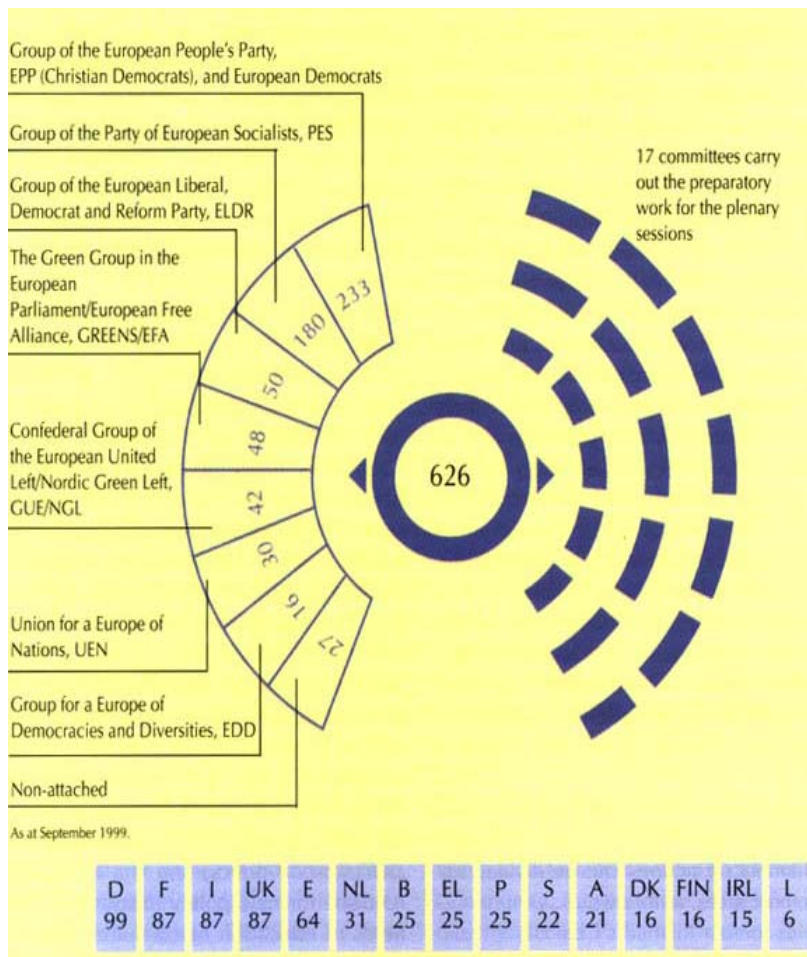 Group of the European People's Party,
EPP (Christian Democrats), and European Democrats
Group of the Party of European Socialists, PES
Group of the European Liberal,
Democrat and Reform Party, ELDR
The Green Group in the
European
Parliament/European Free
Alliance, GREENS/EFA
Confederal Group of
the European United
Left/Nordic Green Left,
GUE/NGL
Union for a Europe of
Nations, UEN
Group for a Europe of
Democracies and Diversities, EDD
Non-attached
As at September 1999.
233
180
50
48
42
30
16
27
626
17 committees carry
out the preparatory
work for the plenary
sessions
D F I UK E NL B EL P S A DK FIN IRL L
99 87 87 87 64 31 25 25 25 22 21 16 16 15 6